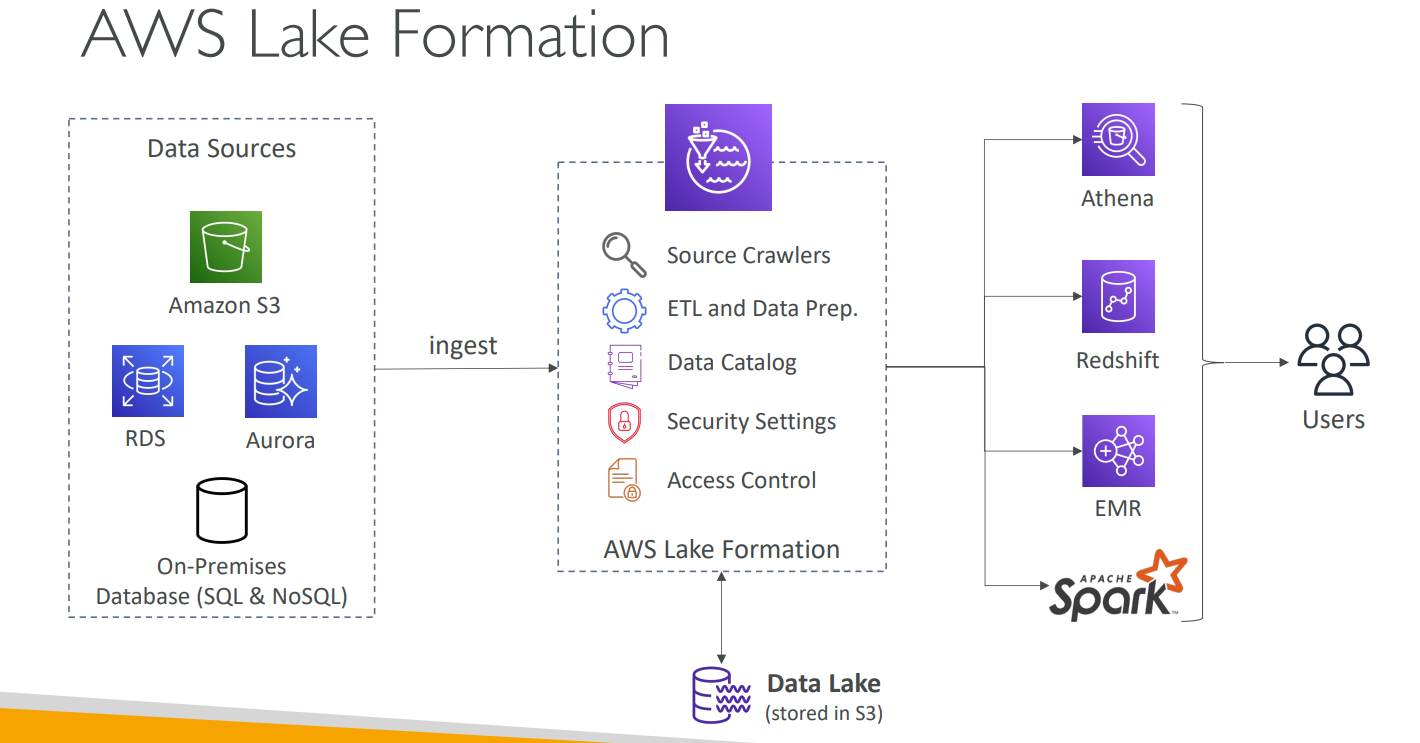 AWS Lake Formation
Data Sources
Amazon S3
RDS
Aurora
On-Premises
Database (SQL & NoSQL)
ingest
Source Crawlers
ETL and Data Prep.
Data Catalog
Security Settings
Access Control
AWS Lake Formation
Data Lake
(stored in S3)
Athena
Redshift
EMR
APACHE
Spark™
Users